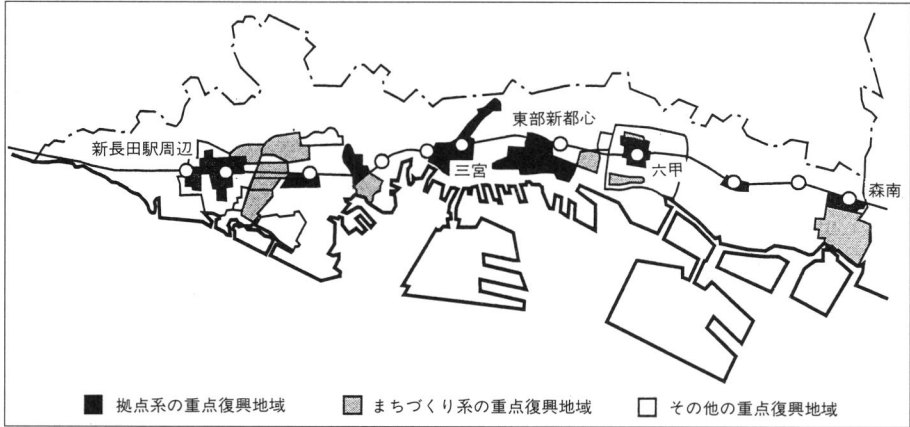 東部新都心
新長田駅周辺
三宮
六甲
森南
拠点系の重点復興地域
まちづくり系の重点復興地域
その他の重点復興地域